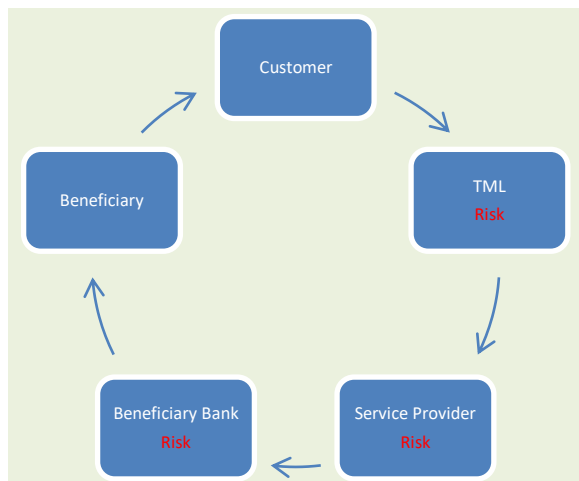 Customer
TML
Risk
Service Provider
Risk
Beneficiary Bank
Risk
Beneficiary